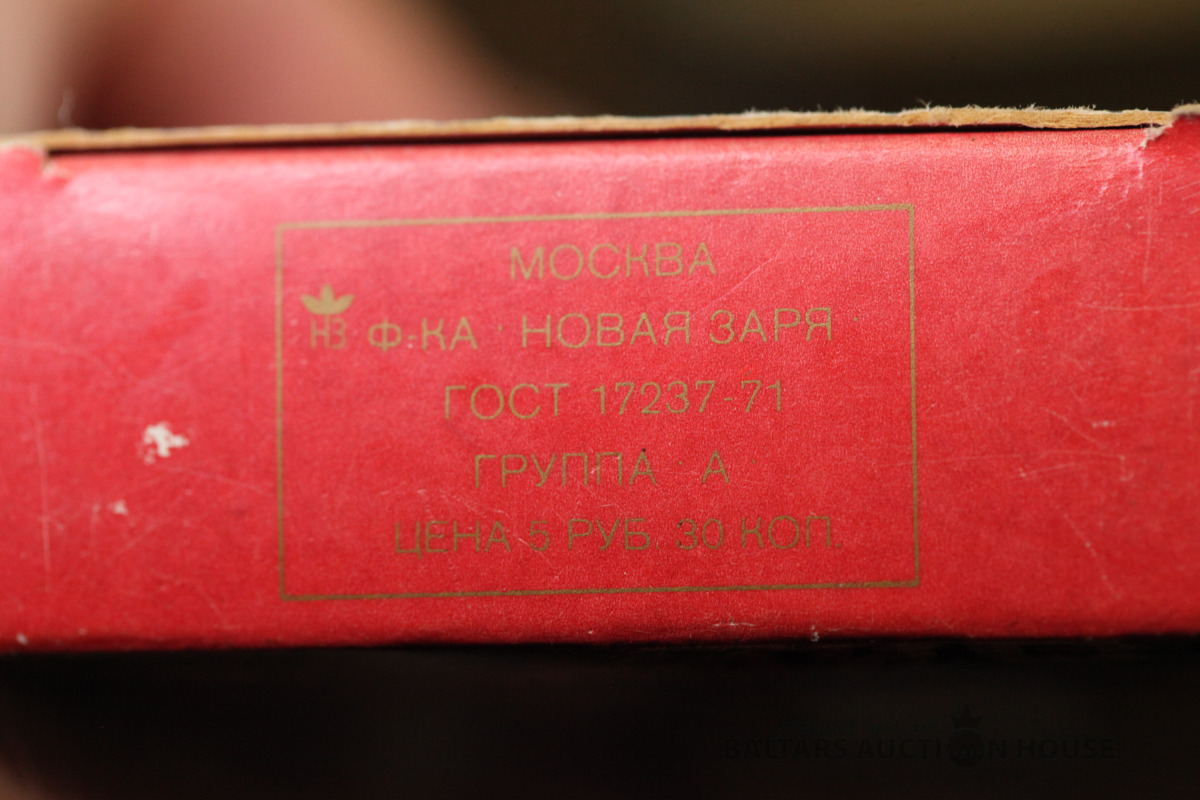 МОСКВА
НЗ Ф-КА "НОВАЯ ЗАРЯ"
ГОСТ 17237-71
ГРУППА "А"
ЦЕНА 5 РУБ. 30 КОП.
BALTARS AUCTION HOUSE